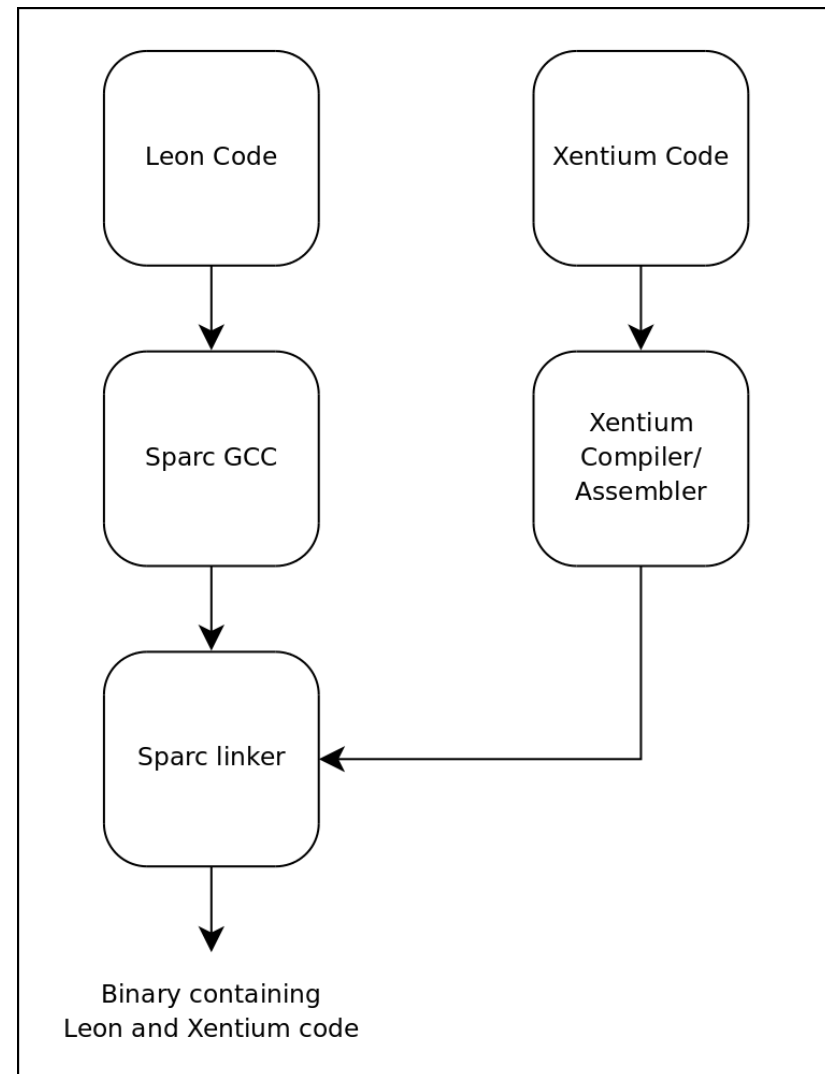 Leon Code
Xentium Code
Sparc GCC
Xentium
Compiler/
Assembler
Sparc linker
Binary containing
Leon and Xentium code